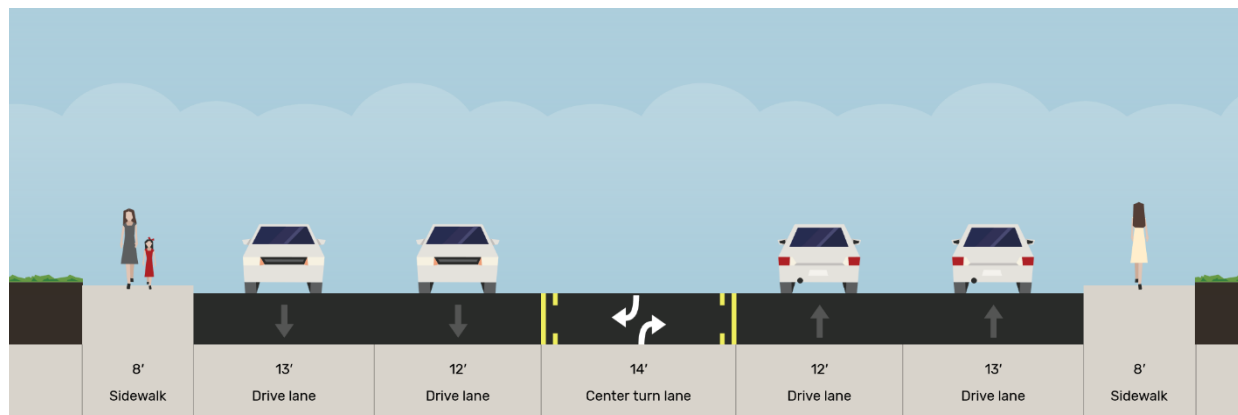 8′ 13′ 12′ 14′ 12′ 13′ 8′
Sidewalk Drive lane Drive lane Center turn lane Drive lane Drive lane Sidewalk